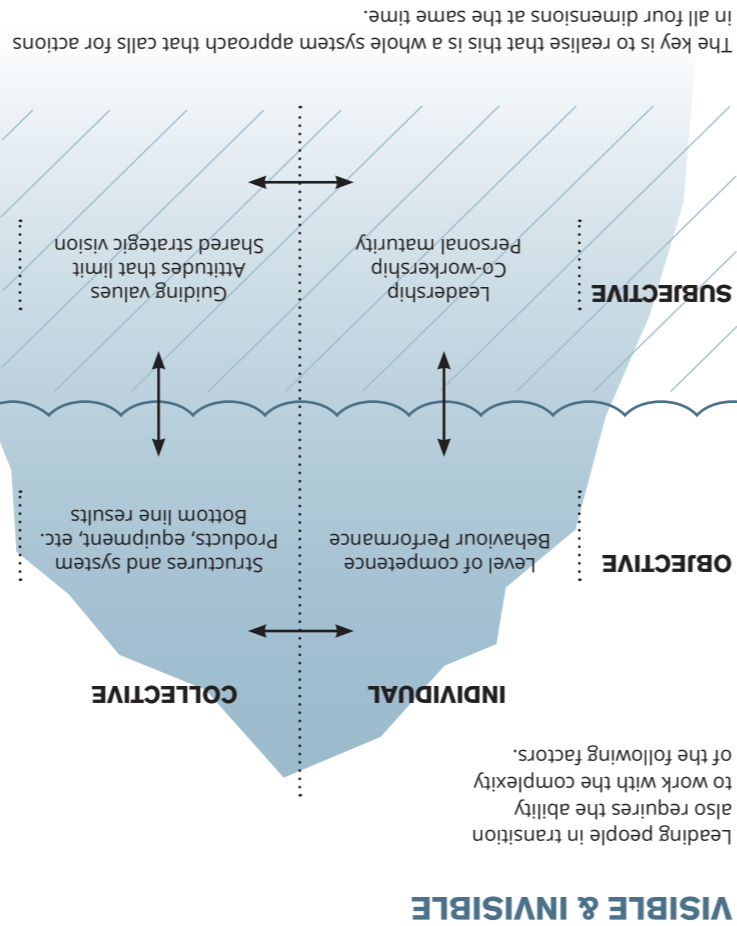 VISIBLE & INVISIBLE
Leading people in transition
also requires the ability
to work with the complexity
of the following factors.
INDIVIDUAL
COLLECTIVE
OBJECTIVE
Level of competence
Behaviour Performance
Structures and system
Products, equipment, etc.
Bottom line results
SUBJECTIVE
Leadership
Co-workership
Personal maturity
Guiding values
Attitudes that limit
Shared strategic vision
The key is to realise that this is a whole system approach that calls for actions
in all four dimensions at the same time.